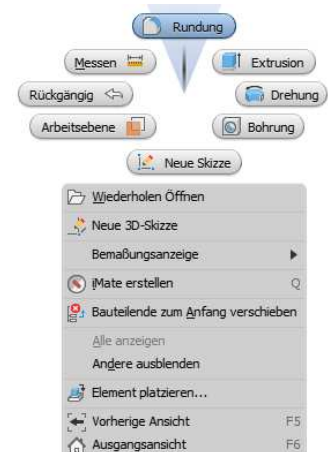 Rundung
Messen
Extrusion
Rückgängig
Drehung
Arbeitsebene
Bohrung
Neue Skizze
Wiederholen Öffnen
Neue 3D-Skizze
Bemaßungsanzeige
iMate erstellen Q
Bauteilende zum Anfang verschieben
Alle anzeigen
Andere ausblenden
Element platzieren...
Vorherige Ansicht F5
Ausgangsansicht F6